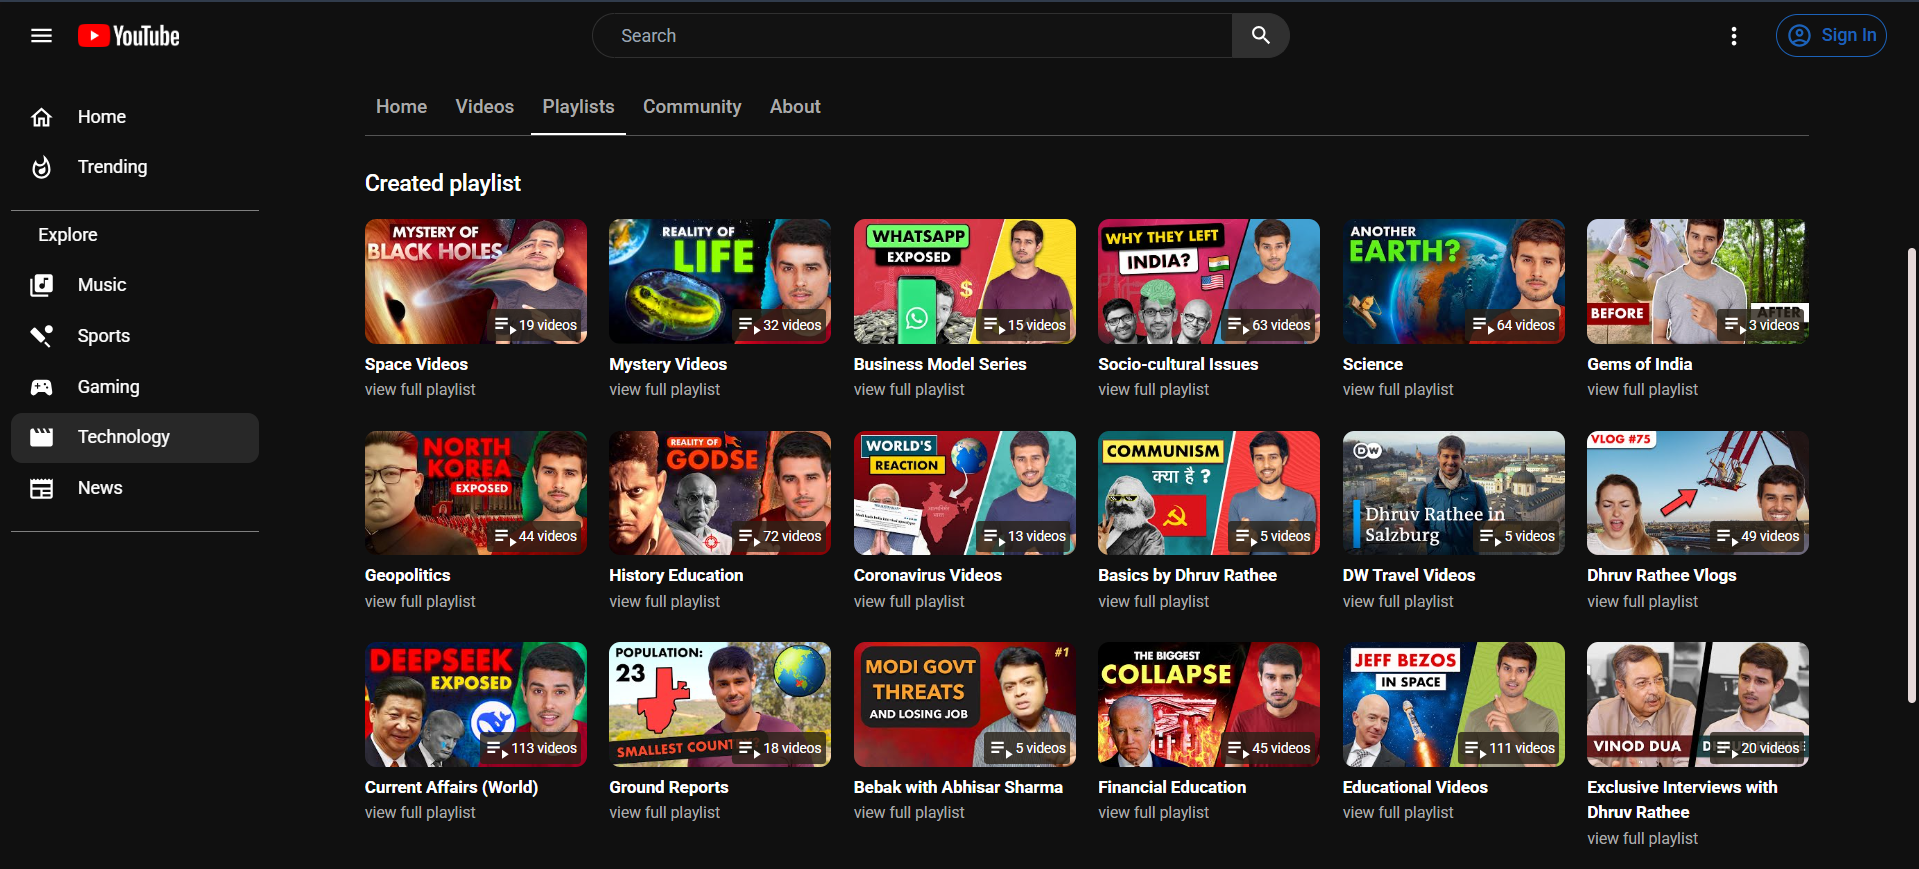 YouTube
Search
Sign In
Home
Trending
Explore
Music
Sports
Gaming
Technology
News
Home Videos Playlists Community About
Created playlist
MYSTERY OF
BLACK HOLES
19 videos
Space Videos
view full playlist
REALITY OF
LIFE
32 videos
Mystery Videos
view full playlist
WHATSAPP
EXPOSED
$
15 videos
Business Model Series
view full playlist
WHY THEY LEFT
INDIA?
63 videos
Socio-cultural Issues
view full playlist
ANOTHER
EARTH?
64 videos
Science
view full playlist
BEFORE
AFTER
3 videos
Gems of India
view full playlist
NORTH
KOREA
EXPOSED
44 videos
Geopolitics
view full playlist
REALITY OF
GODSE
72 videos
History Education
view full playlist
WORLD'S
REACTION
13 videos
Coronavirus Videos
view full playlist
COMMUNISM
क्या है ?
5 videos
Basics by Dhruv Rathee
view full playlist
DW
Dhruv Rathee in
Salzburg
5 videos
DW Travel Videos
view full playlist
VLOG #75
49 videos
Dhruv Rathee Vlogs
view full playlist
DEEPSEEK
EXPOSED
113 videos
Current Affairs (World)
view full playlist
POPULATION:
23
SMALLEST
18 videos
Ground Reports
view full playlist
#1
MODI GOVT
THREATS
AND LOSING JOB
5 videos
Bebak with Abhisar Sharma
view full playlist
THE BIGGEST
COLLAPSE
45 videos
Financial Education
view full playlist
JEFF BEZOS
IN SPACE
111 videos
Educational Videos
view full playlist
VINOD DUA
20 videos
Exclusive Interviews with
Dhruv Rathee
view full playlist